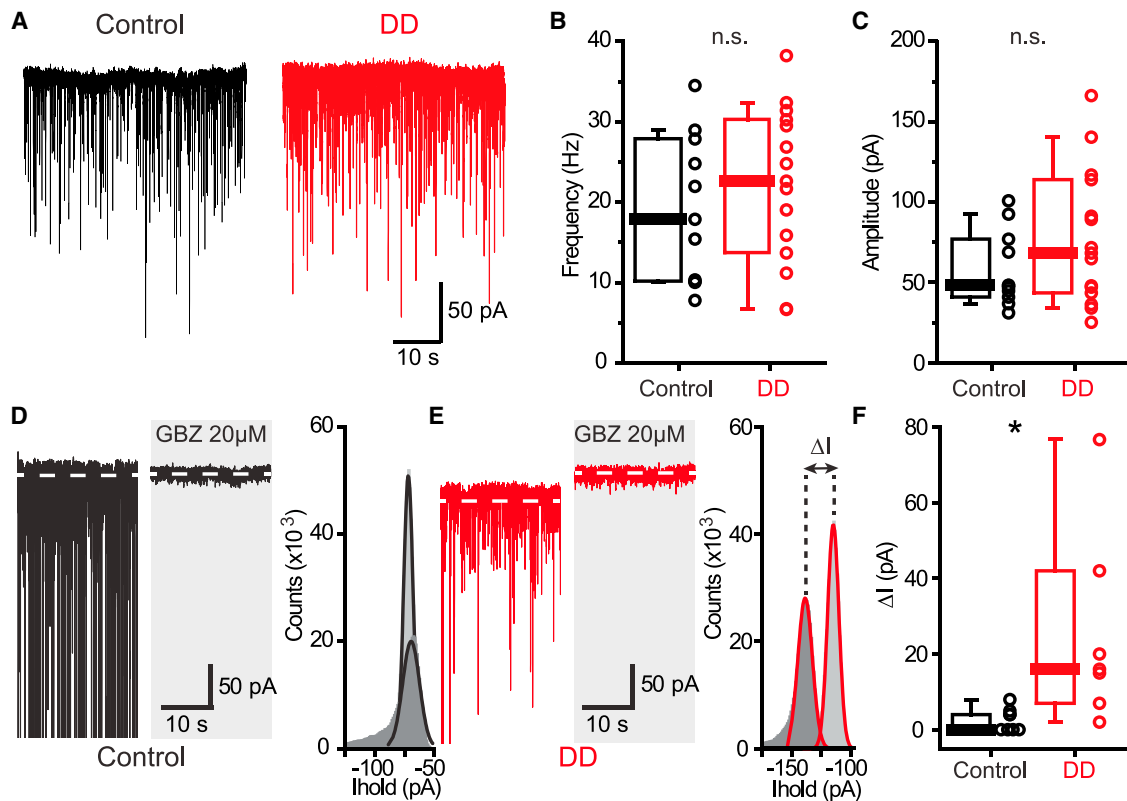 A
Control
DD
50 pA
10 s
B
n.s.
40
30
20
10
0
Frequency (Hz)
Control
DD
C
n.s.
200
150
100
50
0
Amplitude (pA)
Control
DD
D
GBZ 20µM
50 pA
10 s
Control
60
40
20
0
Counts (x10³)
-100
-50
Ihold (pA)
E
GBZ 20µM
50 pA
10 s
DD
60
40
20
0
Counts (x10³)
ΔI
-150
-100
Ihold (pA)
F
*
80
60
40
20
0
ΔI (pA)
Control
DD